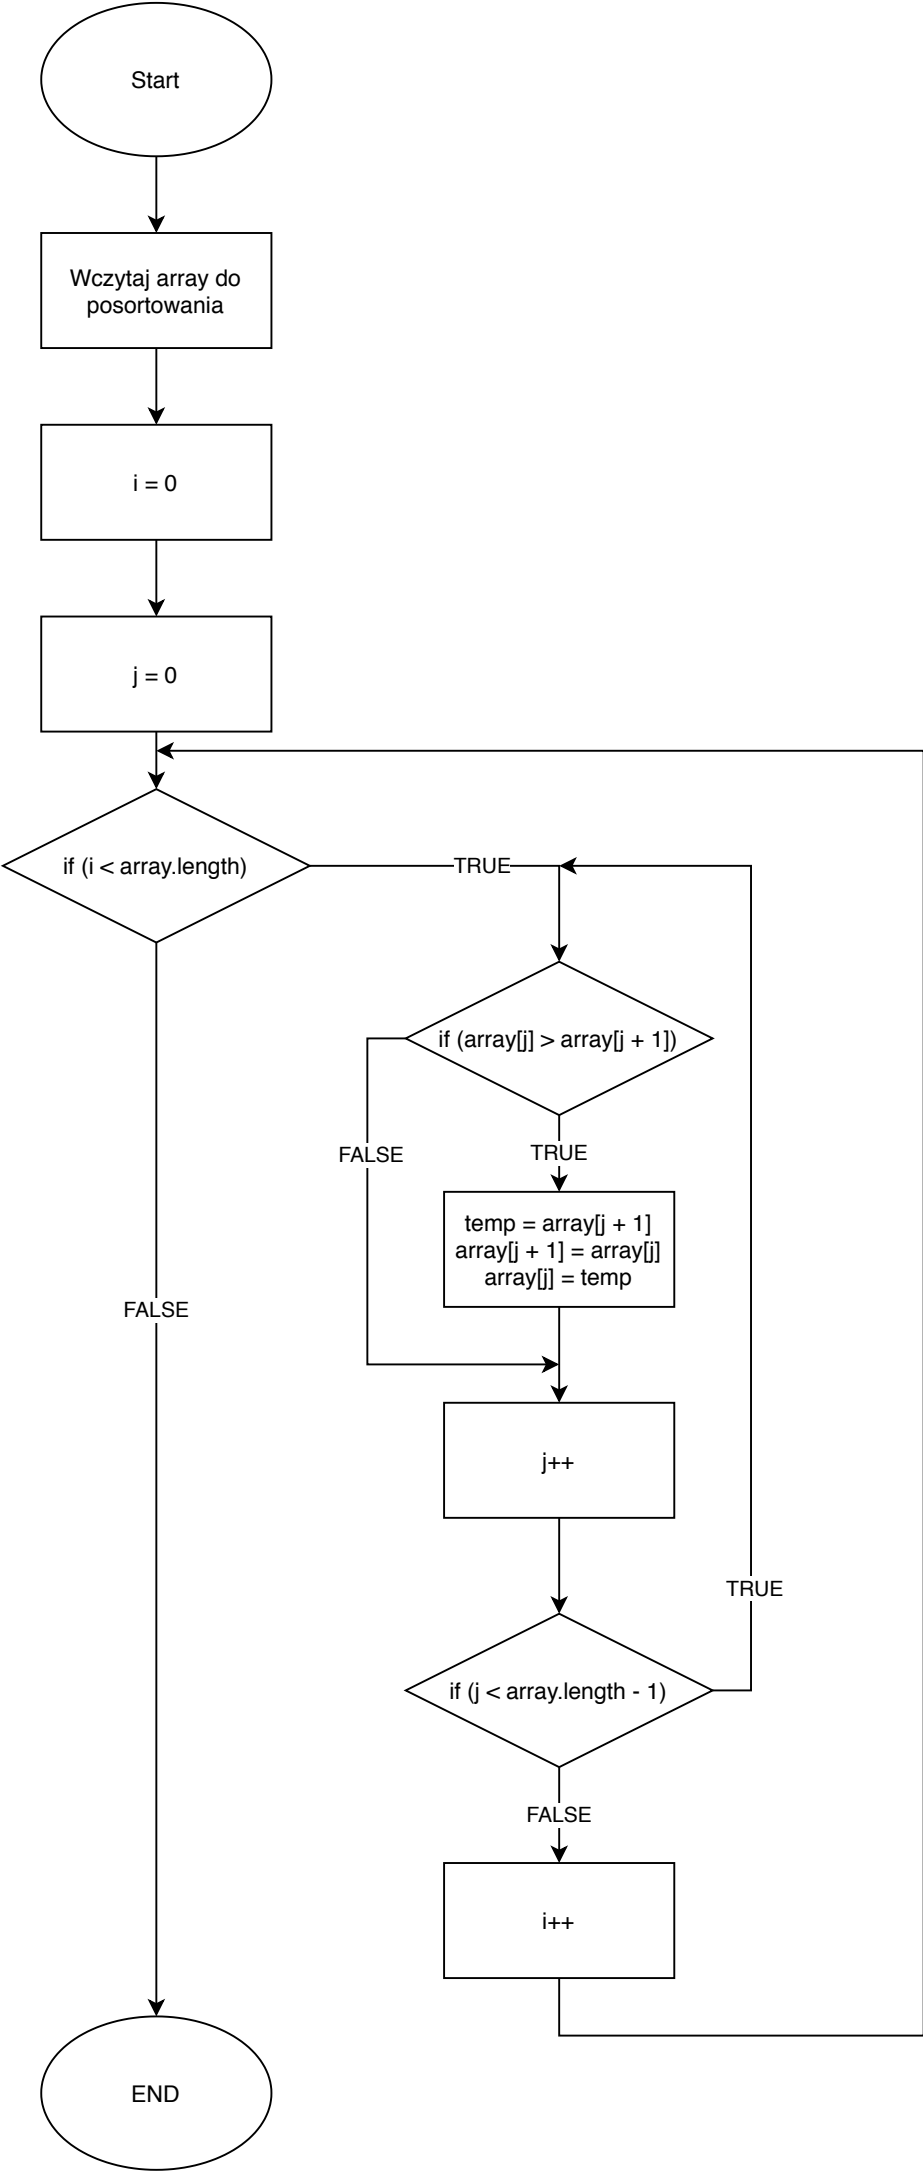 Start
Wczytaj array do
posortowania
i = 0
j = 0
if (i < array.length)
TRUE
if (array[j] > array[j + 1])
FALSE
TRUE
temp = array[j + 1]
array[j + 1] = array[j]
array[j] = temp
FALSE
j++
TRUE
if (j < array.length - 1)
FALSE
i++
END